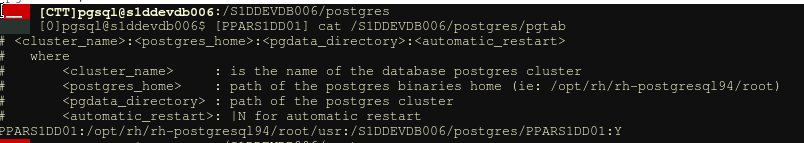 [CTT]pgsql@s1ddevdb006:/S1DDEVDB006/postgres
[0]pgsql@s1ddevdb006$ [PPARS1DD01] cat /S1DDEVDB006/postgres/pgtab
# <cluster_name>:<postgres_home>:<pgdata_directory>:<automatic_restart>
#   where
#       <cluster_name>     : is the name of the database postgres cluster
#       <postgres_home>    : path of the postgres binaries home (ie: /opt/rh/rh-postgresql94/root)
#       <pgdata_directory> : path of the postgres cluster
#       <automatic_restart>: |N for automatic restart
PPARS1DD01:/opt/rh/rh-postgresql94/root/usr:/S1DDEVDB006/postgres/PPARS1DD01:Y